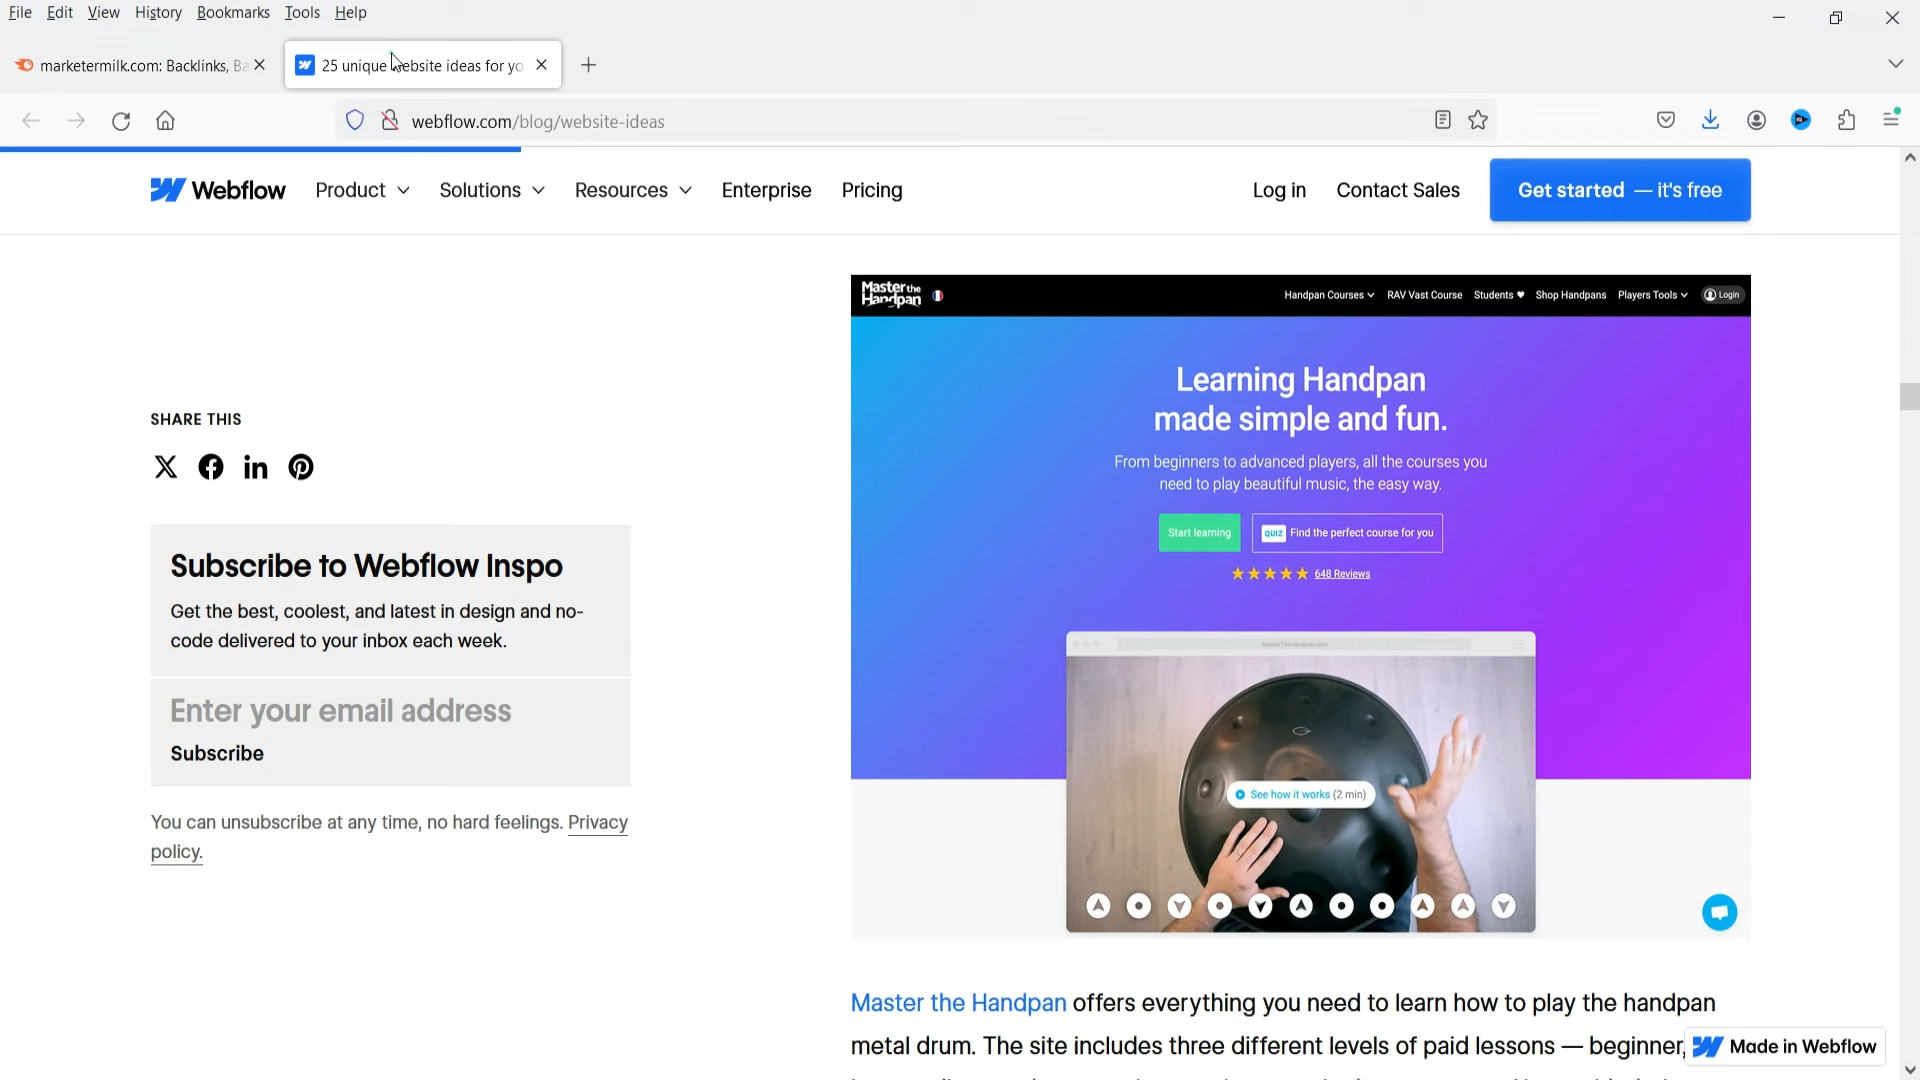 File Edit View History Bookmarks Tools Help
marketermilk.com: Backlinks, Ba
25 unique website ideas for yo
webflow.com/blog/website-ideas
Webflow Product Solutions Resources Enterprise Pricing Log in Contact Sales Get started — it's free
Master the
Handpan
Handpan Courses RAV Vast Course Students ♥ Shop Handpans Players Tools Login
Learning Handpan
made simple and fun.
From beginners to advanced players, all the courses you
need to play beautiful music, the easy way.
Start learning QUIZ Find the perfect course for you
648 Reviews
MasterTheHandpan.com
See how it works (2 min)
SHARE THIS
Subscribe to Webflow Inspo
Get the best, coolest, and latest in design and no-
code delivered to your inbox each week.
Enter your email address
Subscribe
You can unsubscribe at any time, no hard feelings. Privacy
policy.
Master the Handpan offers everything you need to learn how to play the handpan
metal drum. The site includes three different levels of paid lessons — beginner,
Made in Webflow